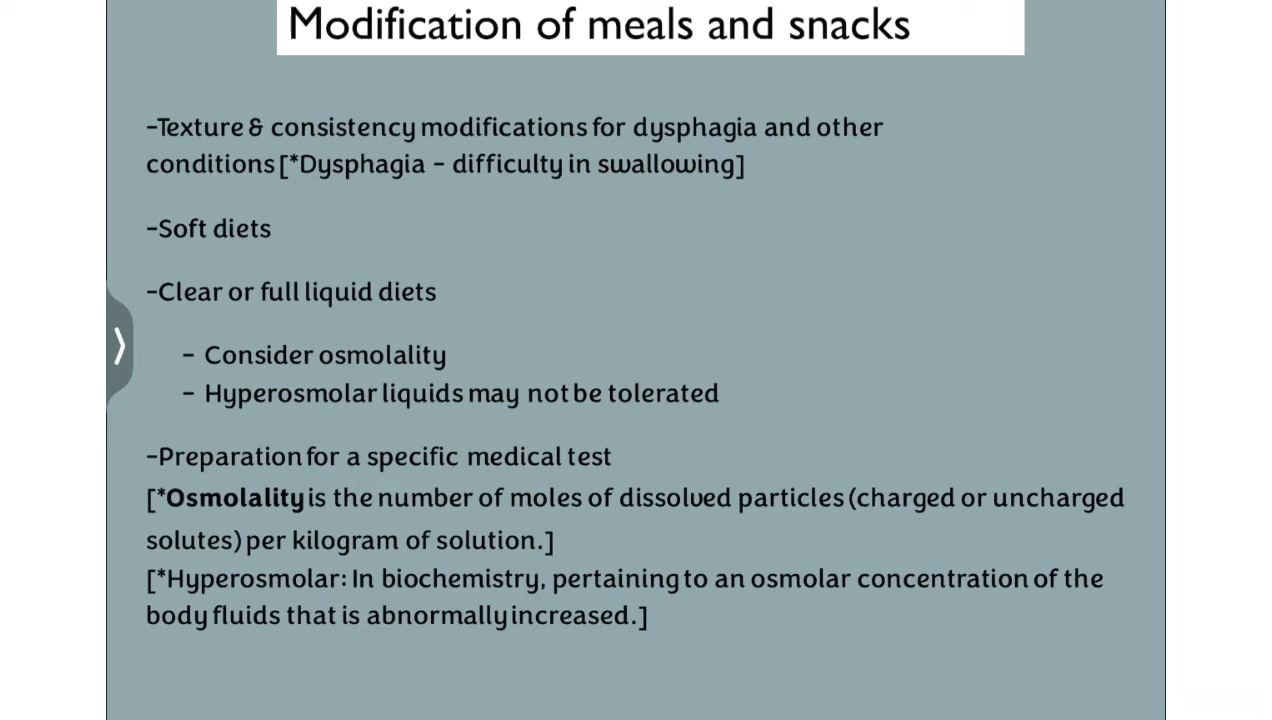 Modification of meals and snacks
-Texture & consistency modifications for dysphagia and other
conditions [*Dysphagia - difficulty in swallowing]
-Soft diets
-Clear or full liquid diets
- Consider osmolality
- Hyperosmolar liquids may not be tolerated
-Preparation for a specific medical test
[*Osmolality is the number of moles of dissolved particles (charged or uncharged
solutes) per kilogram of solution.]
[*Hyperosmolar: In biochemistry, pertaining to an osmolar concentration of the
body fluids that is abnormally increased.]